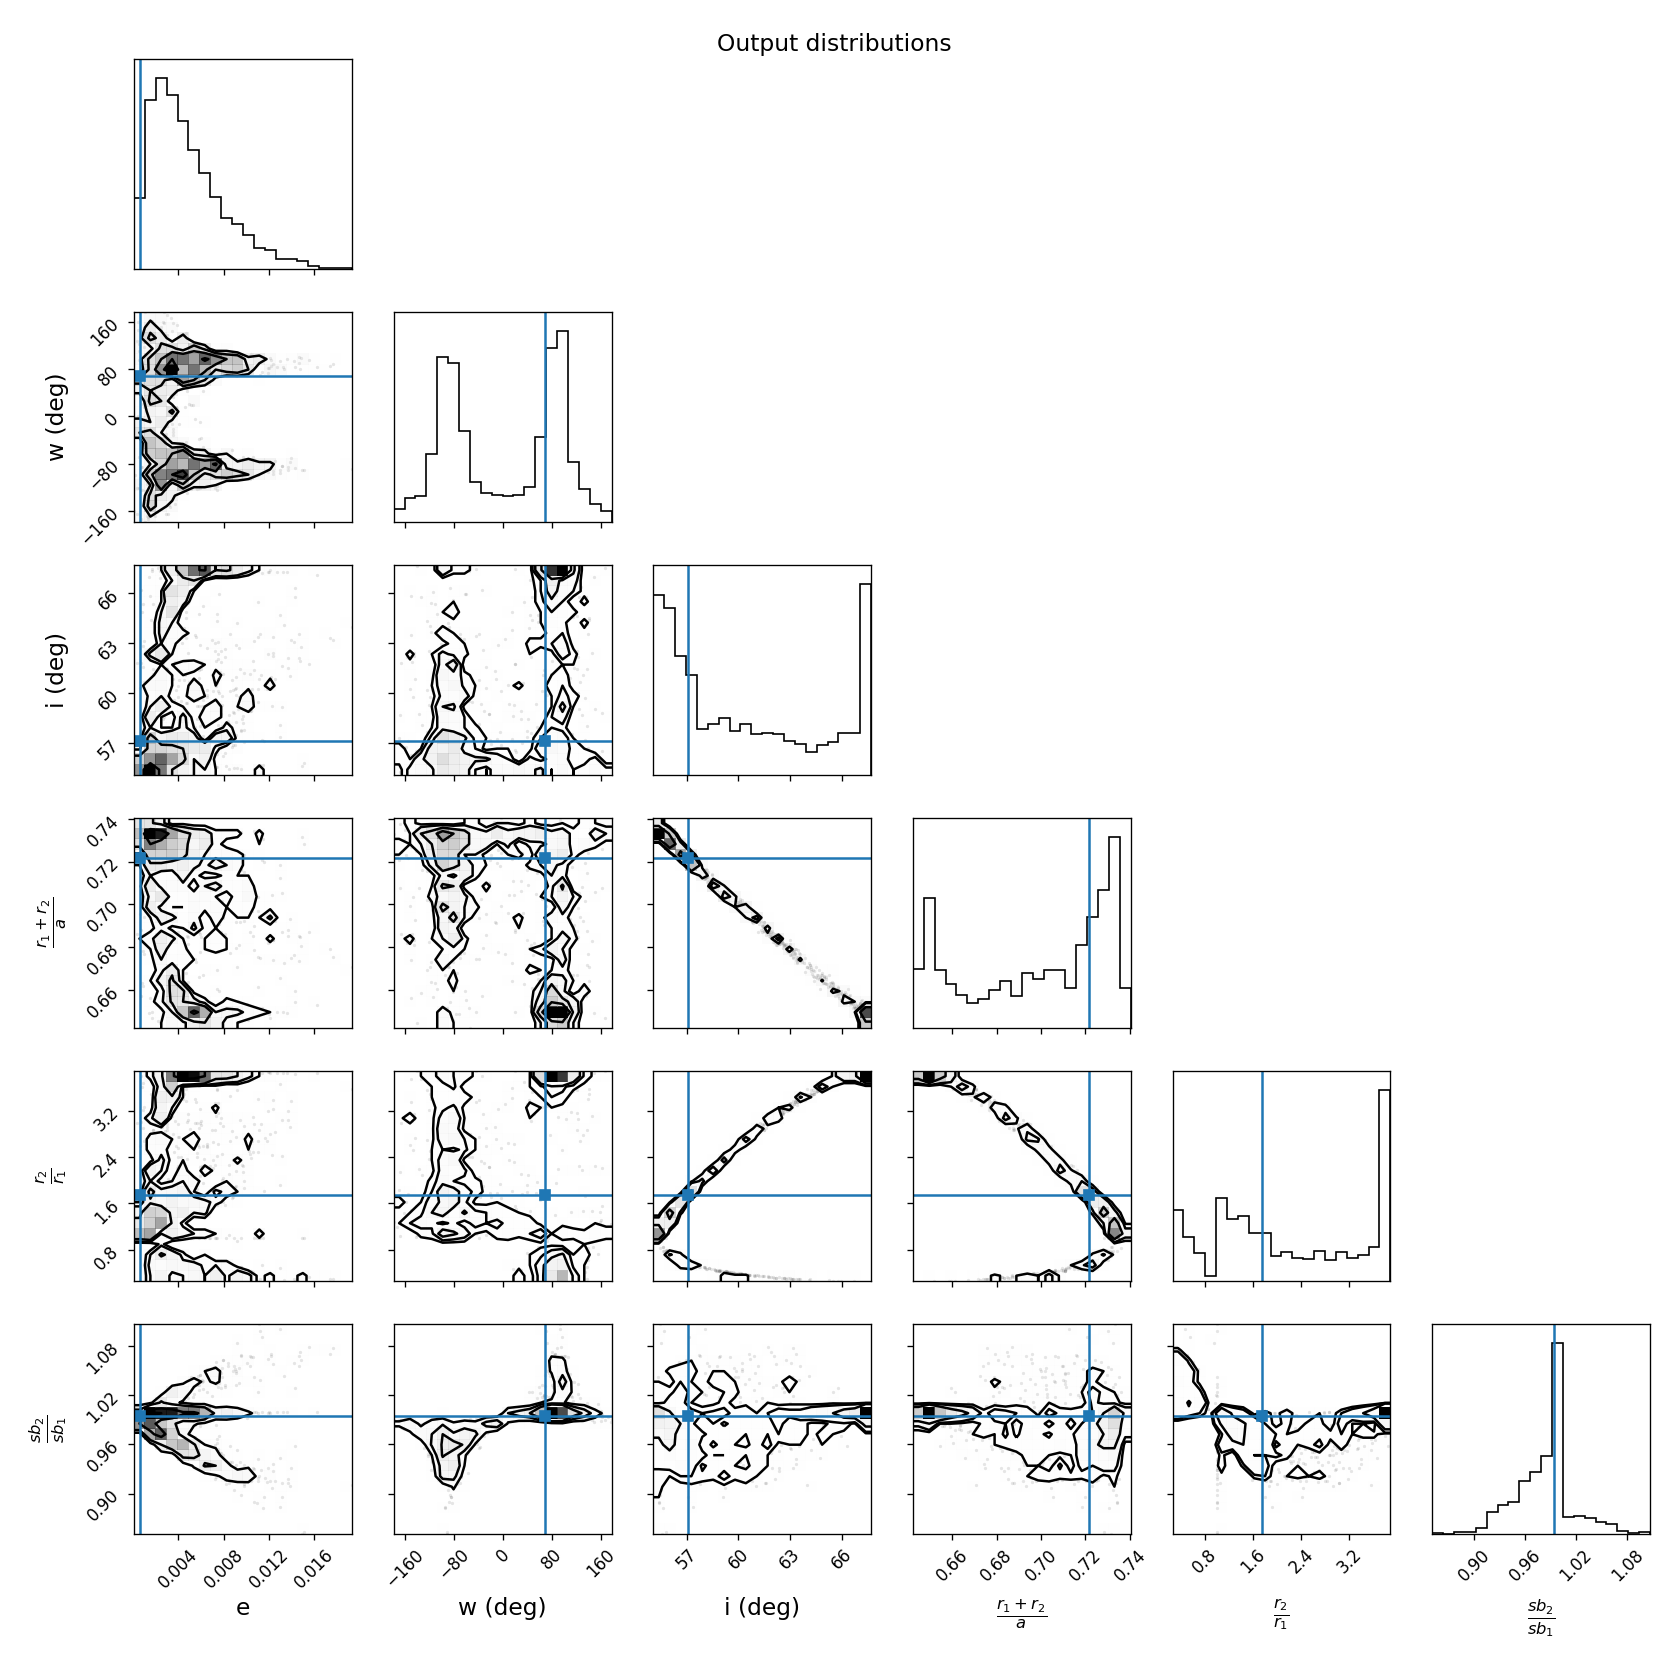 Output distributions
w (deg)
160
80
0
−80
−160
i (deg)
66
63
60
57
r₁ + r₂
a
0.74
0.72
0.70
0.68
0.66
r₂
r₁
3.2
2.4
1.6
0.8
sb₂
sb₁
1.08
1.02
0.96
0.90
0.004 0.008 0.012 0.016 −160 −80 0 80 160 57 60 63 66 0.66 0.68 0.70 0.72 0.74 0.8 1.6 2.4 3.2 0.90 0.96 1.02 1.08
e w (deg) i (deg) r₁ + r₂ r₂ sb₂
a r₁ sb₁